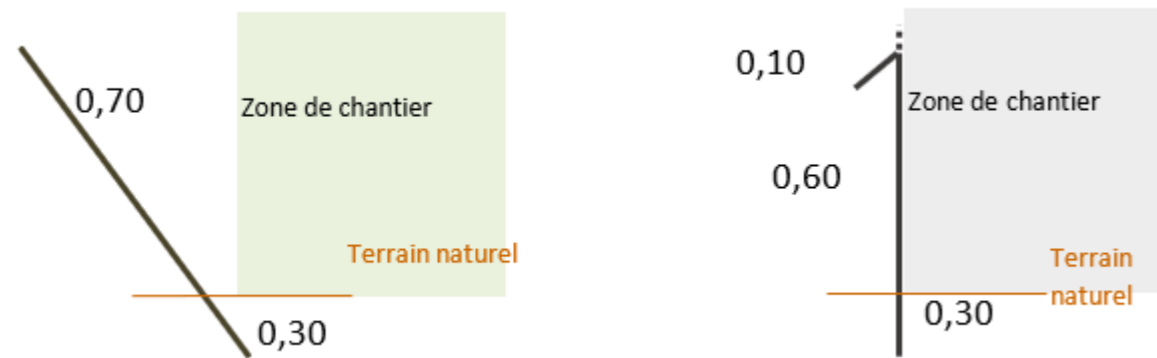 0,70
Zone de chantier
Terrain naturel
0,30
0,10
Zone de chantier
0,60
Terrain
naturel
0,30